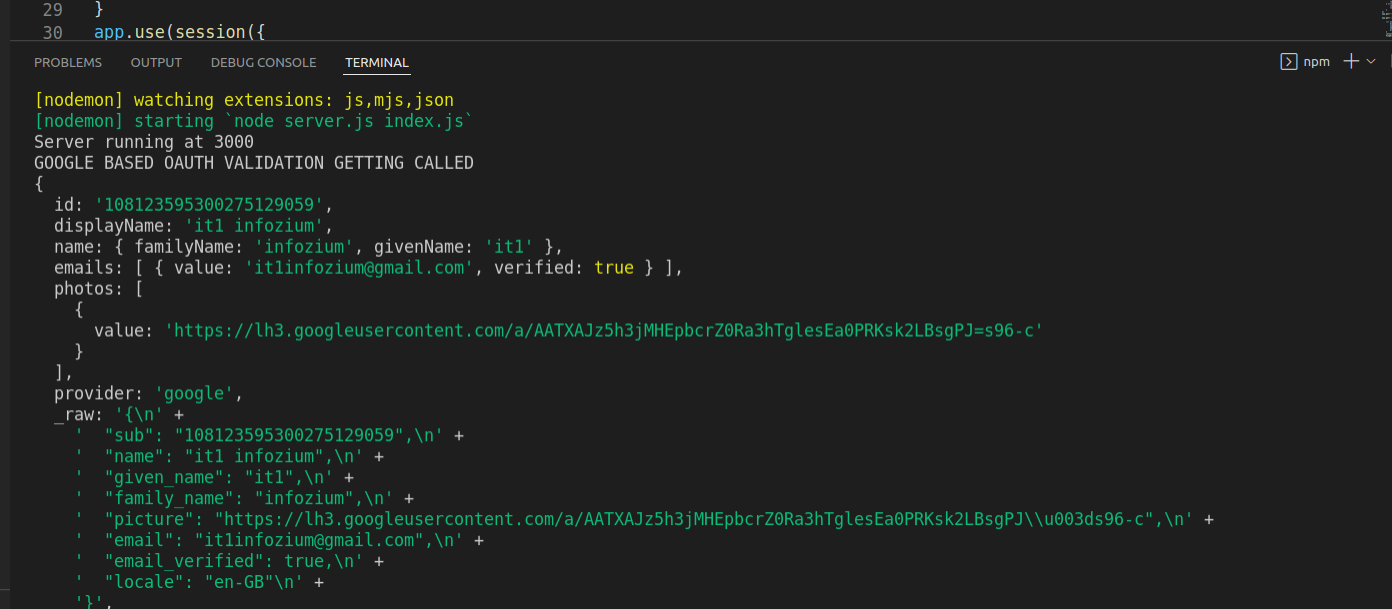 29 }
30 app.use(session({
PROBLEMS OUTPUT DEBUG CONSOLE TERMINAL npm
[nodemon] watching extensions: js,mjs,json
[nodemon] starting `node server.js index.js`
Server running at 3000
GOOGLE BASED OAUTH VALIDATION GETTING CALLED
{
  id: '108123595300275129059',
  displayName: 'it1 infozium',
  name: { familyName: 'infozium', givenName: 'it1' },
  emails: [ { value: 'it1infozium@gmail.com', verified: true } ],
  photos: [
    {
      value: 'https://lh3.googleusercontent.com/a/AATXAJz5h3jMHEpbcrZ0Ra3hTglesEa0PRKsk2LBsgPJ=s96-c'
    }
  ],
  provider: 'google',
  _raw: '{\n' +
    '  "sub": "108123595300275129059",\n' +
    '  "name": "it1 infozium",\n' +
    '  "given_name": "it1",\n' +
    '  "family_name": "infozium",\n' +
    '  "picture": "https://lh3.googleusercontent.com/a/AATXAJz5h3jMHEpbcrZ0Ra3hTglesEa0PRKsk2LBsgPJ\\u003ds96-c",\n' +
    '  "email": "it1infozium@gmail.com",\n' +
    '  "email_verified": true,\n' +
    '  "locale": "en-GB"\n' +
    '}',